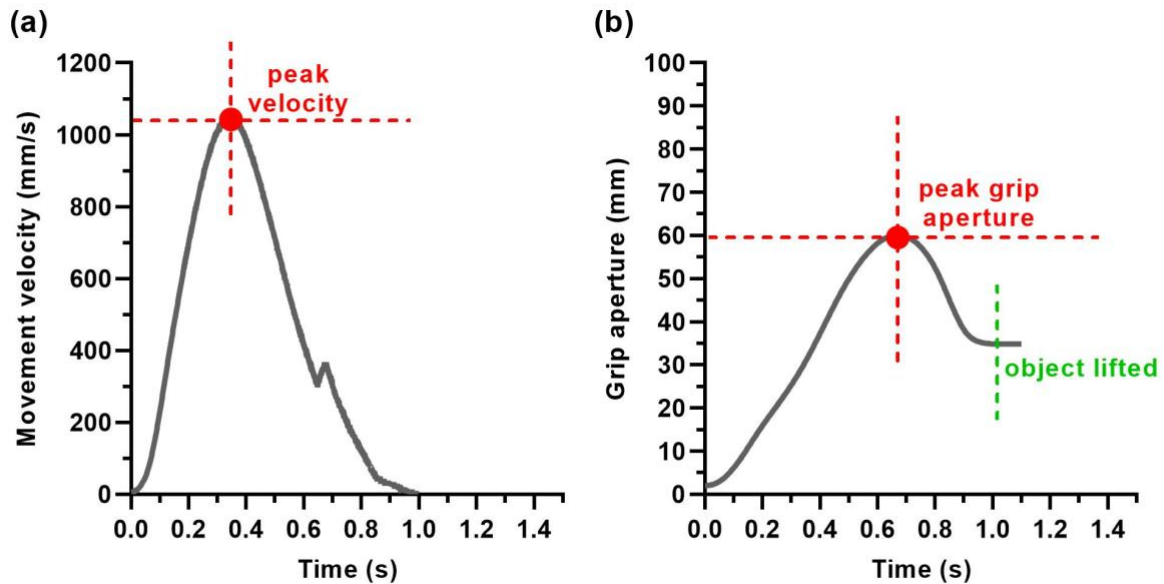 (a)
1200
1000
800
600
400
200
0
0.0 0.2 0.4 0.6 0.8 1.0 1.2 1.4
Time (s)
Movement velocity (mm/s)
peak
velocity
(b)
100
90
80
70
60
50
40
30
20
10
0
0.0 0.2 0.4 0.6 0.8 1.0 1.2 1.4
Time (s)
Grip aperture (mm)
peak grip
aperture
object lifted